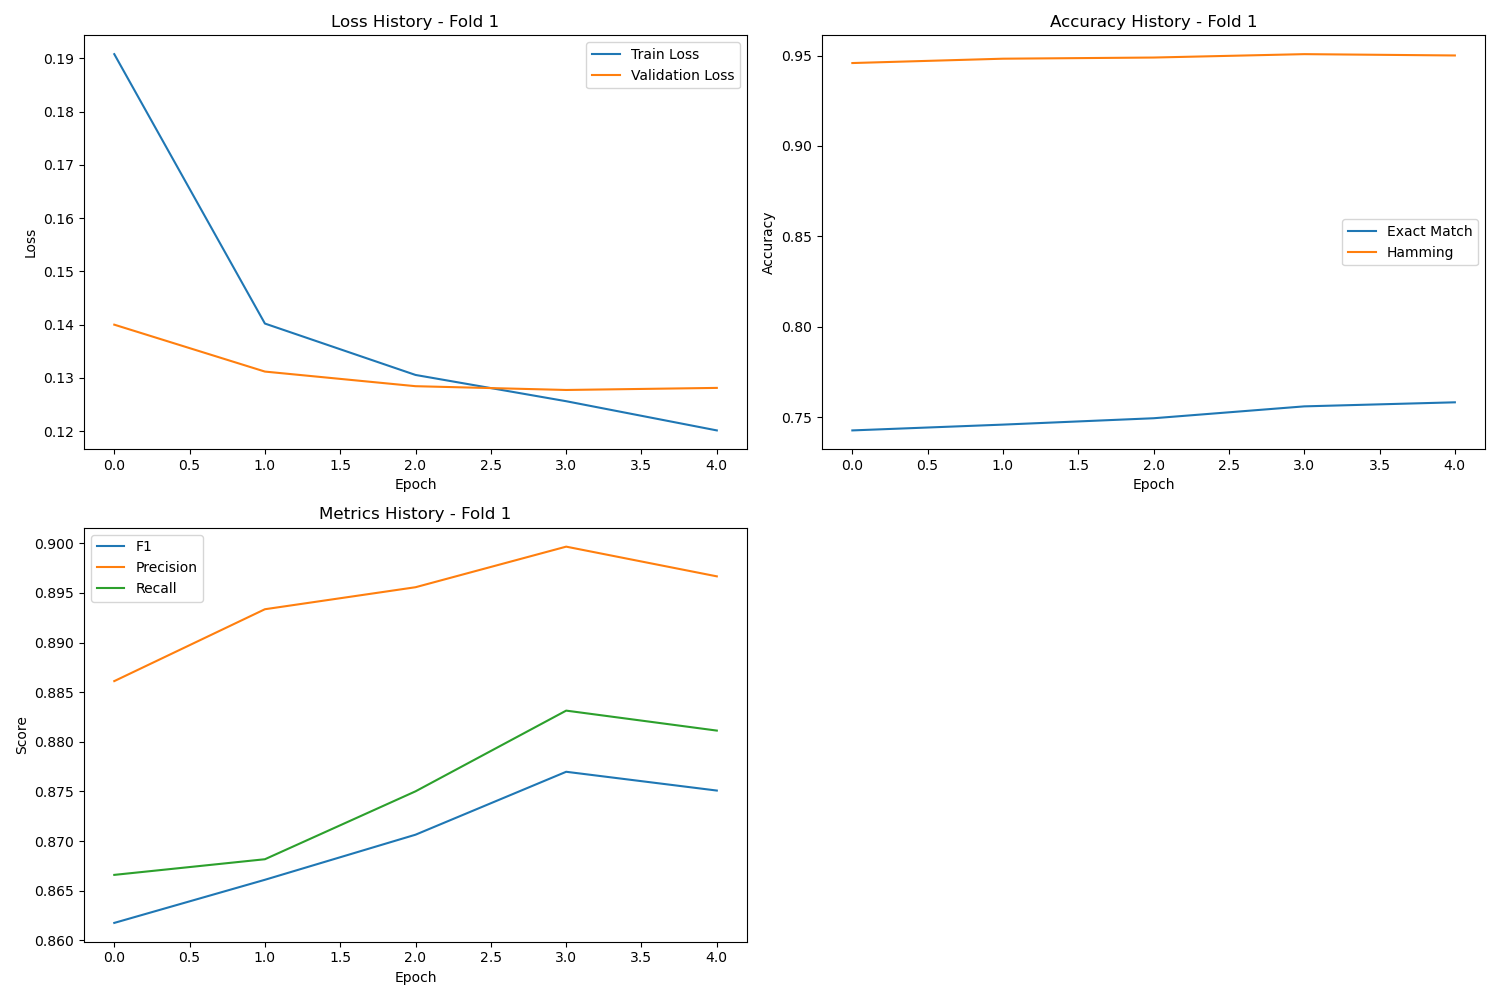 Loss History - Fold 1
Train Loss
Validation Loss
0.19
0.18
0.17
0.16
0.15
0.14
0.13
0.12
Loss
0.0 0.5 1.0 1.5 2.0 2.5 3.0 3.5 4.0
Epoch
Accuracy History - Fold 1
Exact Match
Hamming
0.95
0.90
0.85
0.80
0.75
Accuracy
0.0 0.5 1.0 1.5 2.0 2.5 3.0 3.5 4.0
Epoch
Metrics History - Fold 1
F1
Precision
Recall
0.900
0.895
0.890
0.885
0.880
0.875
0.870
0.865
0.860
Score
0.0 0.5 1.0 1.5 2.0 2.5 3.0 3.5 4.0
Epoch